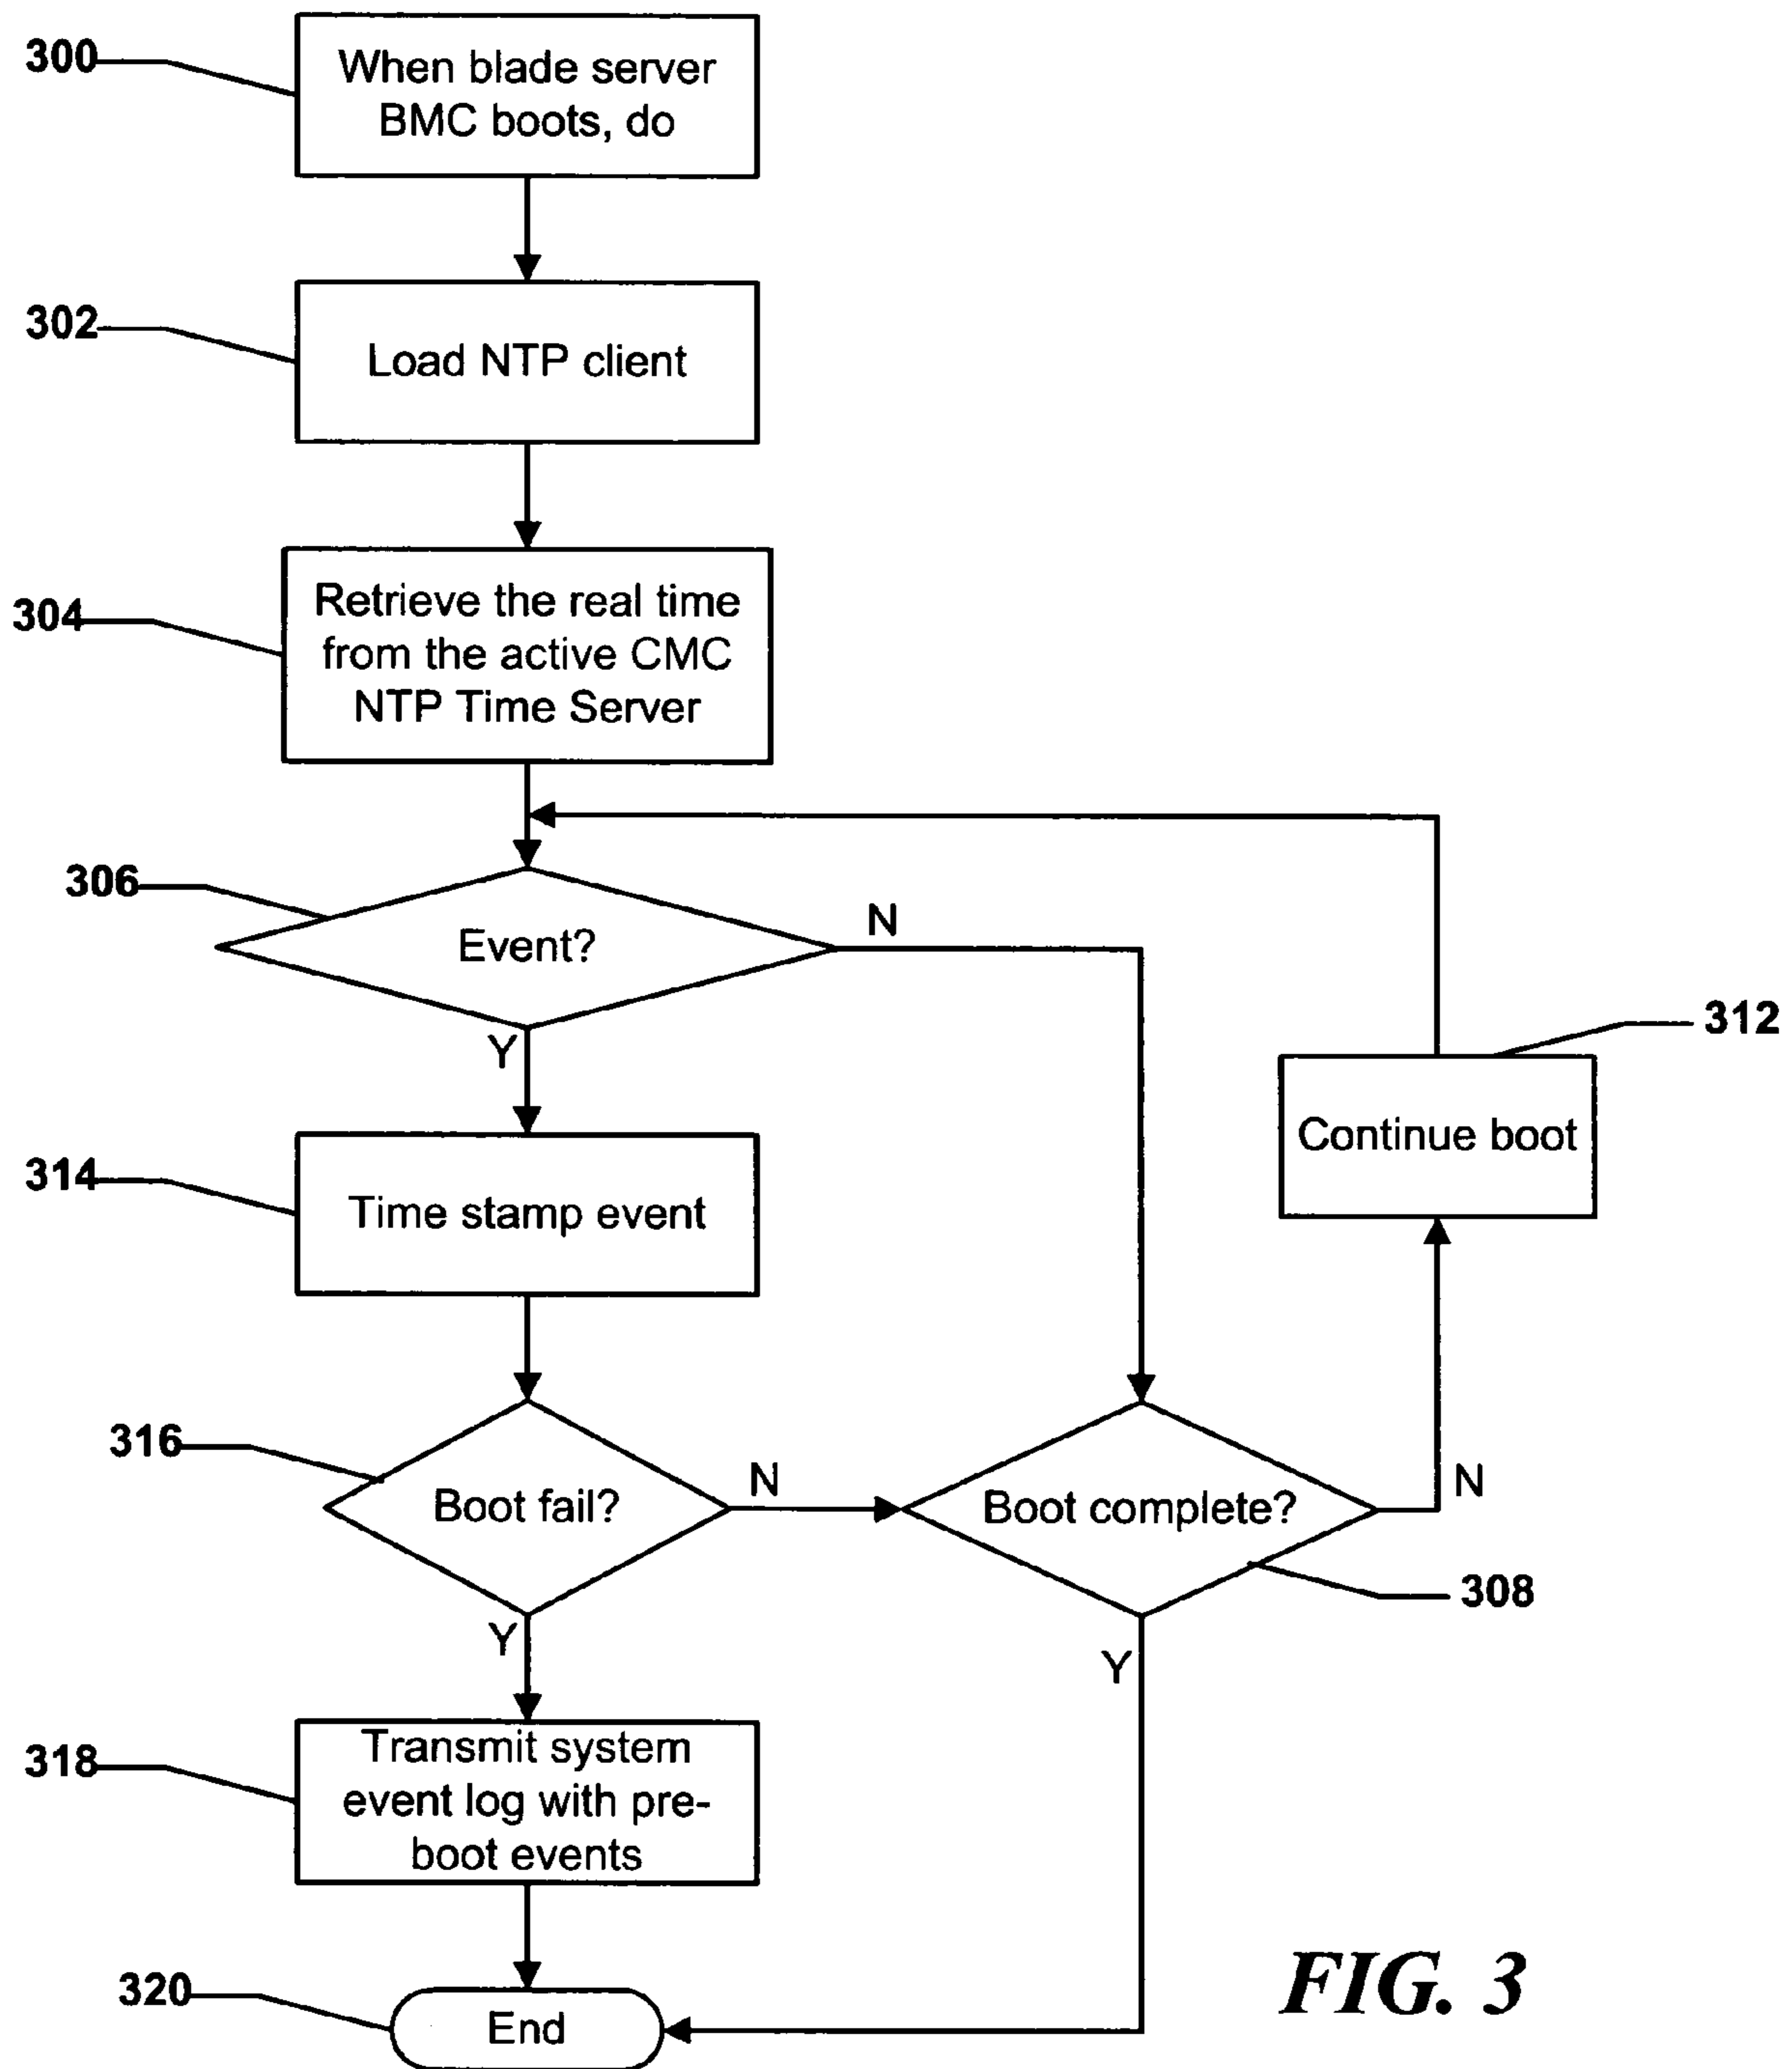 300
When blade server
BMC boots, do
302
Load NTP client
304
Retrieve the real time
from the active CMC
NTP Time Server
306
Event?
N
Y
312
Continue boot
314
Time stamp event
316
Boot fail?
N
Boot complete?
N
308
Y
Y
318
Transmit system
event log with pre-
boot events
320
End
FIG. 3